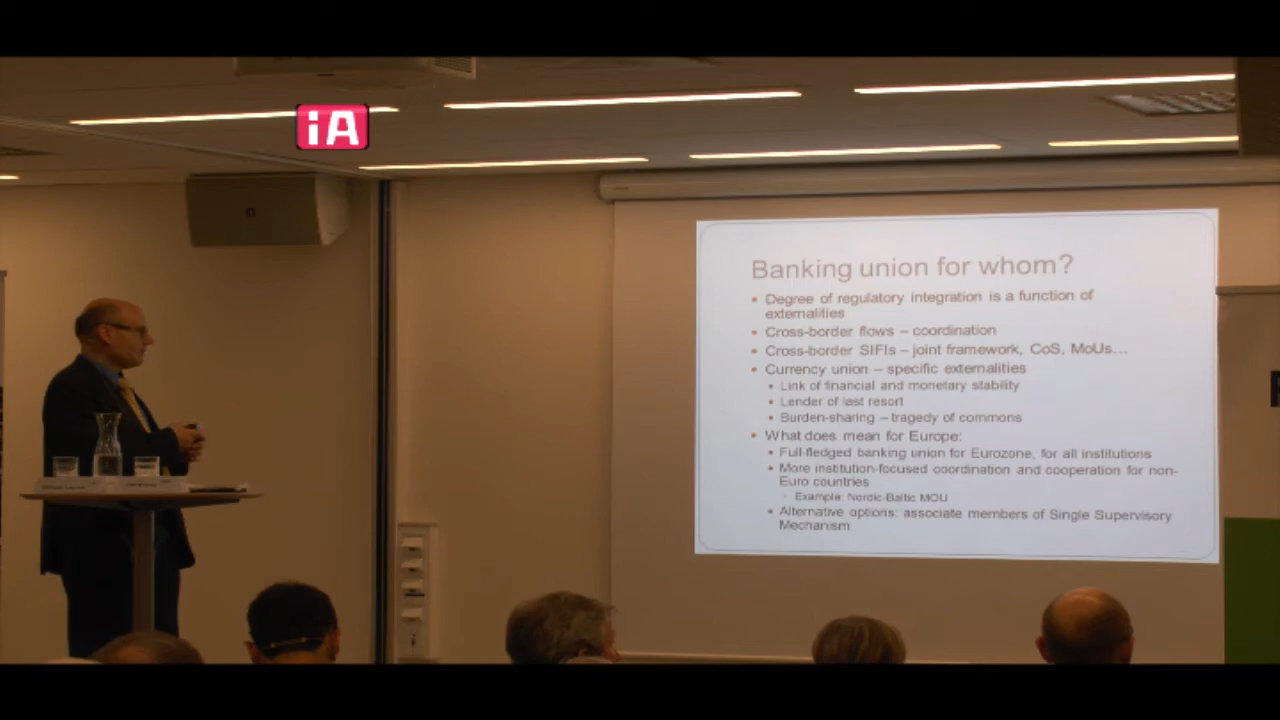 iA
Banking union for whom?
• Degree of regulatory integration is a function of
externalities
• Cross-border flows – coordination
• Cross-border SIFIs – joint framework, CoS, MoUs…
• Currency union – specific externalities
• Link of financial and monetary stability
• Lender of last resort
• Burden-sharing – tragedy of commons
• What does mean for Europe:
• Full-fledged banking union for Eurozone, for all institutions
• More institution-focused coordination and cooperation for non-
Euro countries
• Example: Nordic-Baltic MOU
• Alternative options: associate members of Single Supervisory
Mechanism